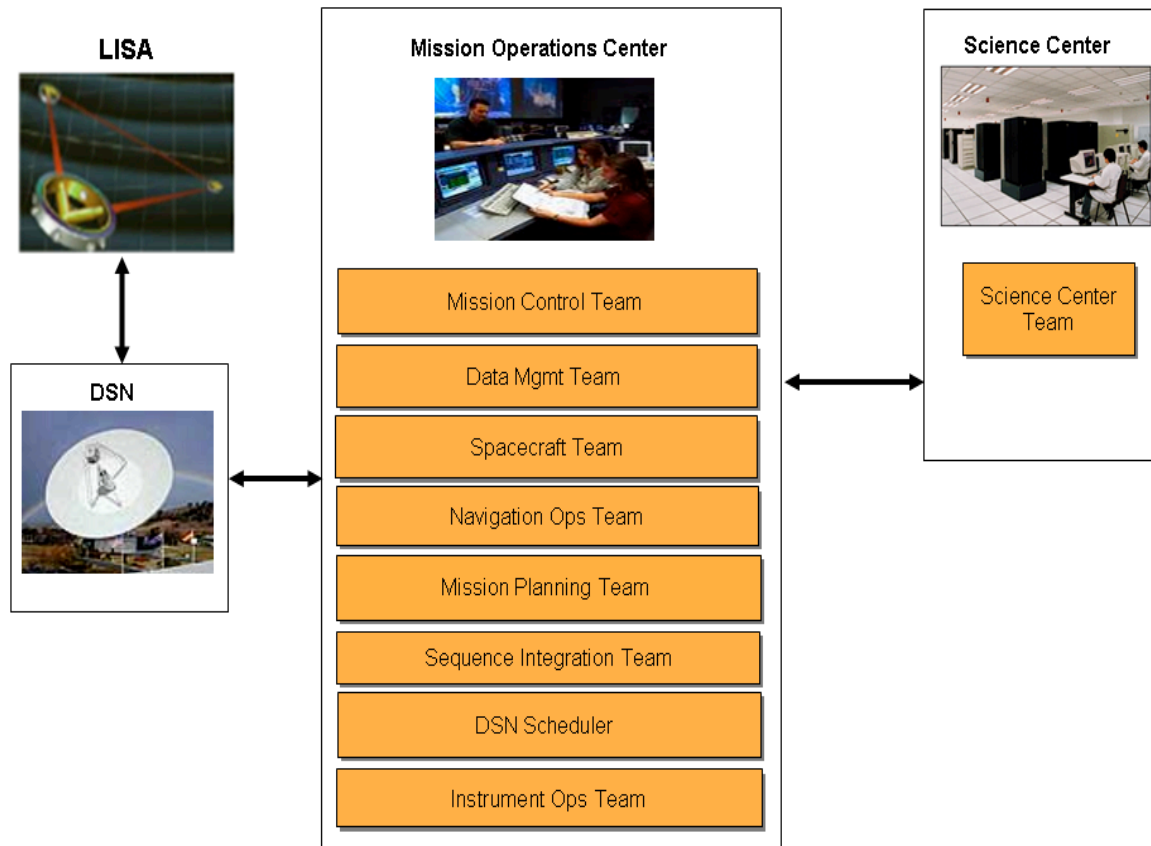 LISA
DSN
Mission Operations Center
Mission Control Team
Data Mgmt Team
Spacecraft Team
Navigation Ops Team
Mission Planning Team
Sequence Integration Team
DSN Scheduler
Instrument Ops Team
Science Center
Science Center
Team